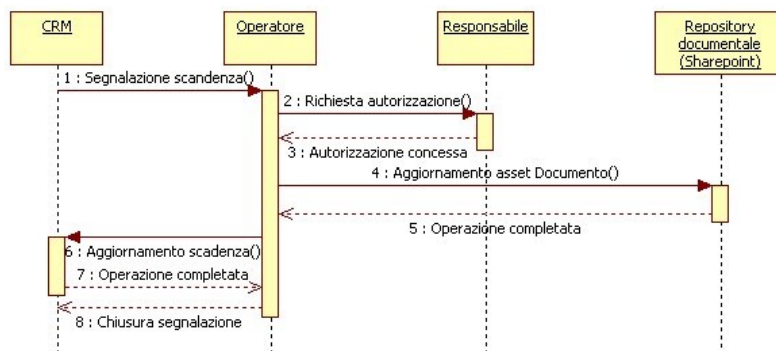 CRM
Operatore
Responsabile
Repository
documentale
(Sharepoint)
1 : Segnalazione scandenza()
2 : Richiesta autorizzazione()
3 : Autorizzazione concessa
4 : Aggiornamento asset Documento()
5 : Operazione completata
6 : Aggiornamento scadenza()
7 : Operazione completata
8 : Chiusura segnalazione